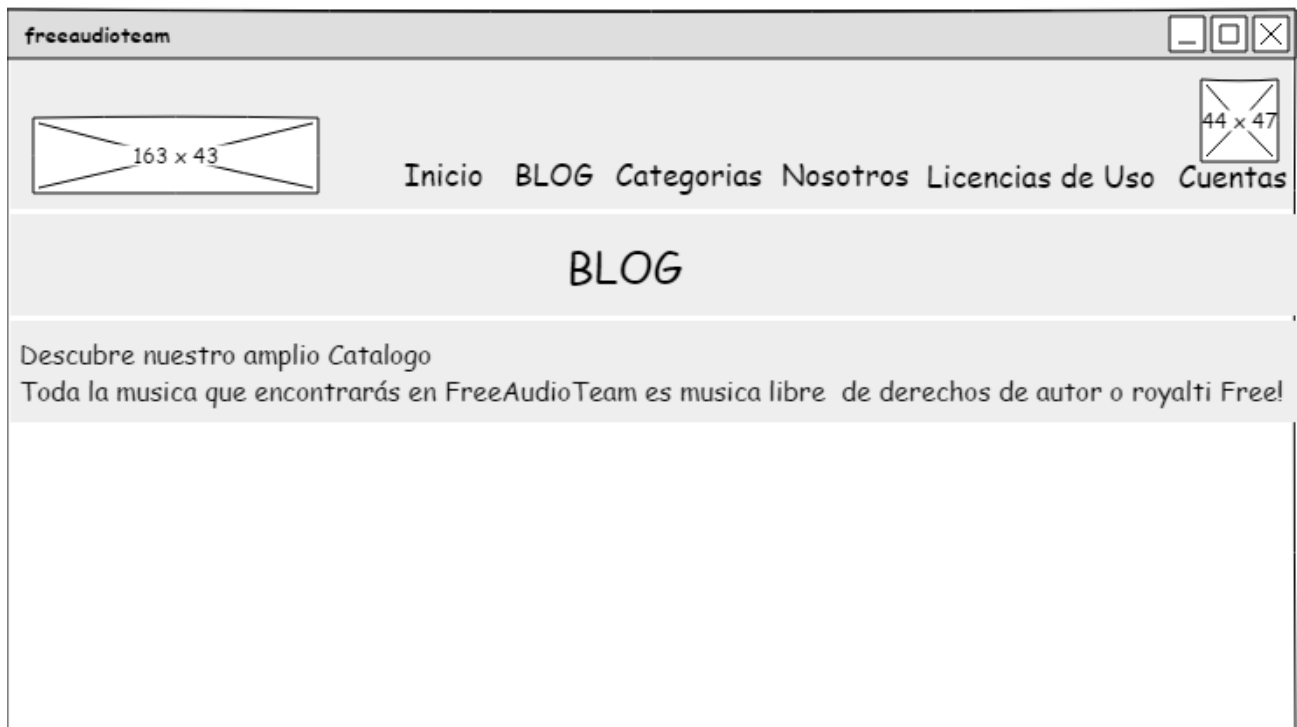 freeaudioteam
163 x 43
44 x 47
Inicio BLOG Categorias Nosotros Licencias de Uso Cuentas
BLOG
Descubre nuestro amplio Catalogo
Toda la musica que encontrarás en FreeAudioTeam es musica libre de derechos de autor o royalti Free!